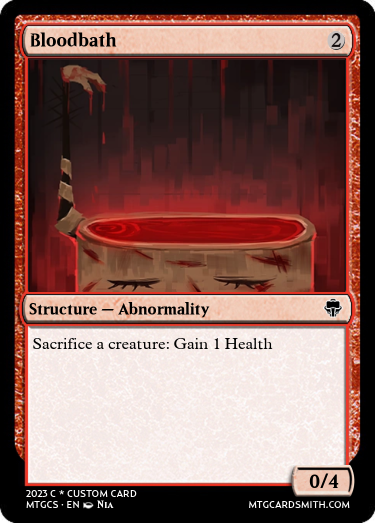 Bloodbath 2
Structure — Abnormality
Sacrifice a creature: Gain 1 Health
0/4
2023 C * CUSTOM CARD
MTGCS · EN NIA
MTGCARDSMITH.COM